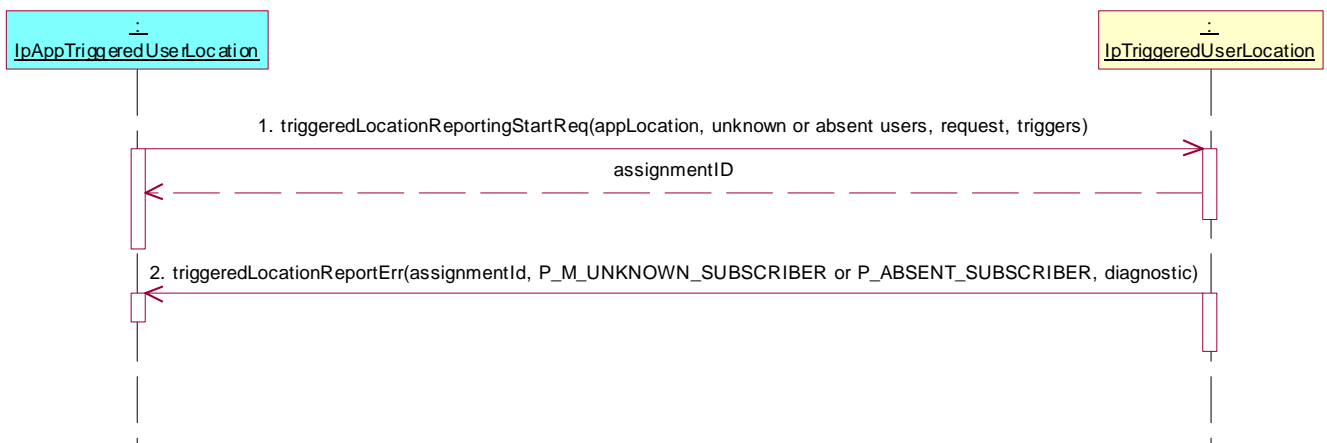 :
IpAppTriggeredUserLocation
:
IpTriggeredUserLocation
1. triggeredLocationReportingStartReq(appLocation, unknown or absent users, request, triggers)
assignmentID
2. triggeredLocationReportErr(assignmentId, P_M_UNKNOWN_SUBSCRIBER or P_ABSENT_SUBSCRIBER, diagnostic)